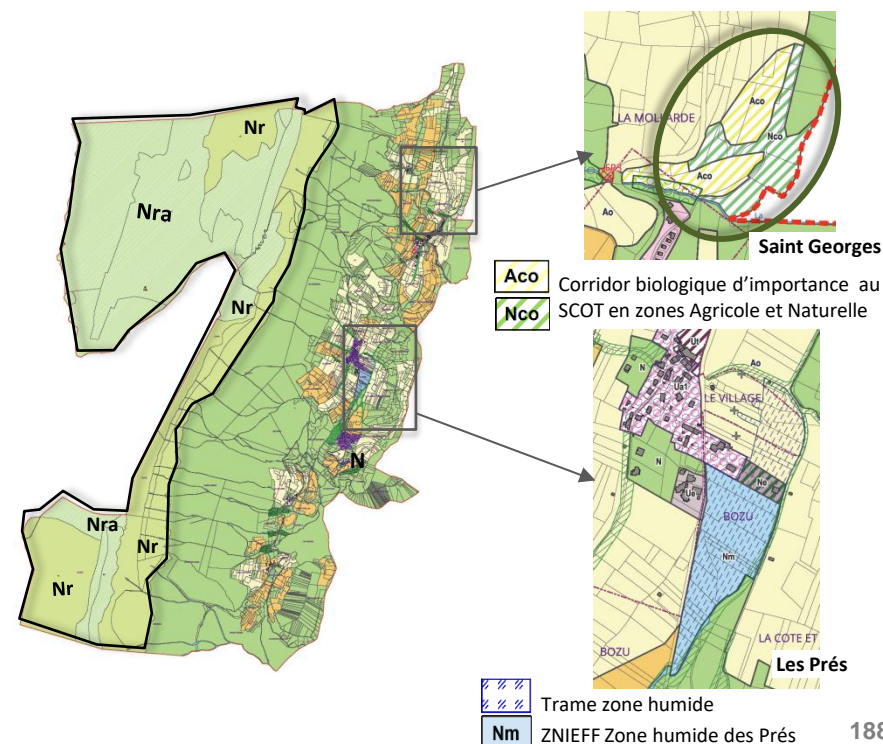 Nr
Nra
Nr
Nra
Nr
Nr
N
LA MOLHARDE
Aco
Nco
Aco
Ao
Saint Georges
Aco
Nco
Corridor biologique d'importance au
SCOT en zones Agricole et Naturelle
Ut
N
Ua1
Ao
LE VILLAGE
N
Ue
Ne
BOZU
Nm
BOZU
LA COTE ET
Les Prés
Trame zone humide
Nm
ZNIEFF Zone humide des Prés
188